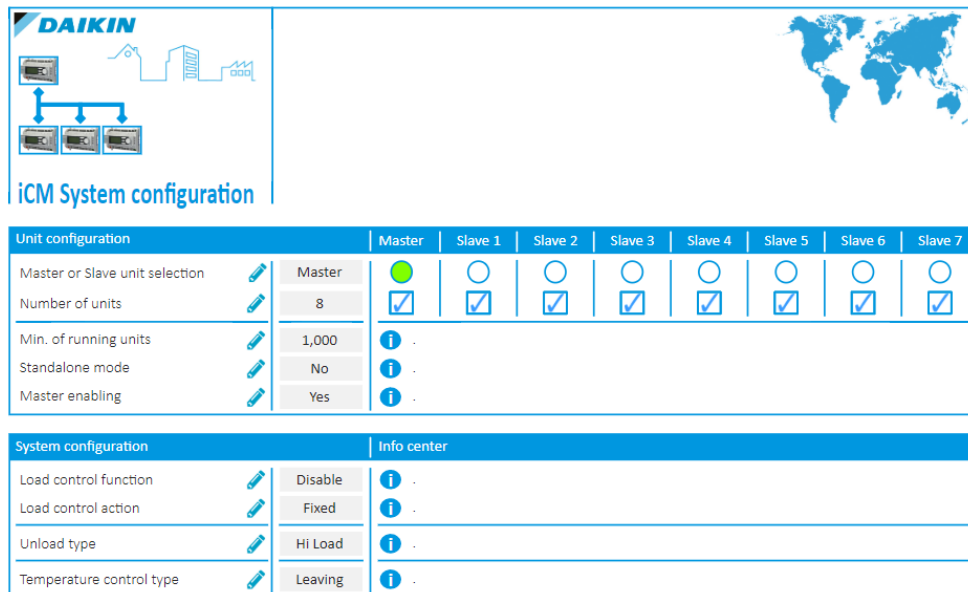 DAIKIN
iCM System configuration
Unit configuration Master Slave 1 Slave 2 Slave 3 Slave 4 Slave 5 Slave 6 Slave 7
Master or Slave unit selection Master
Number of units 8
Min. of running units 1,000 .
Standalone mode No .
Master enabling Yes .
System configuration Info center
Load control function Disable .
Load control action Fixed .
Unload type Hi Load .
Temperature control type Leaving .